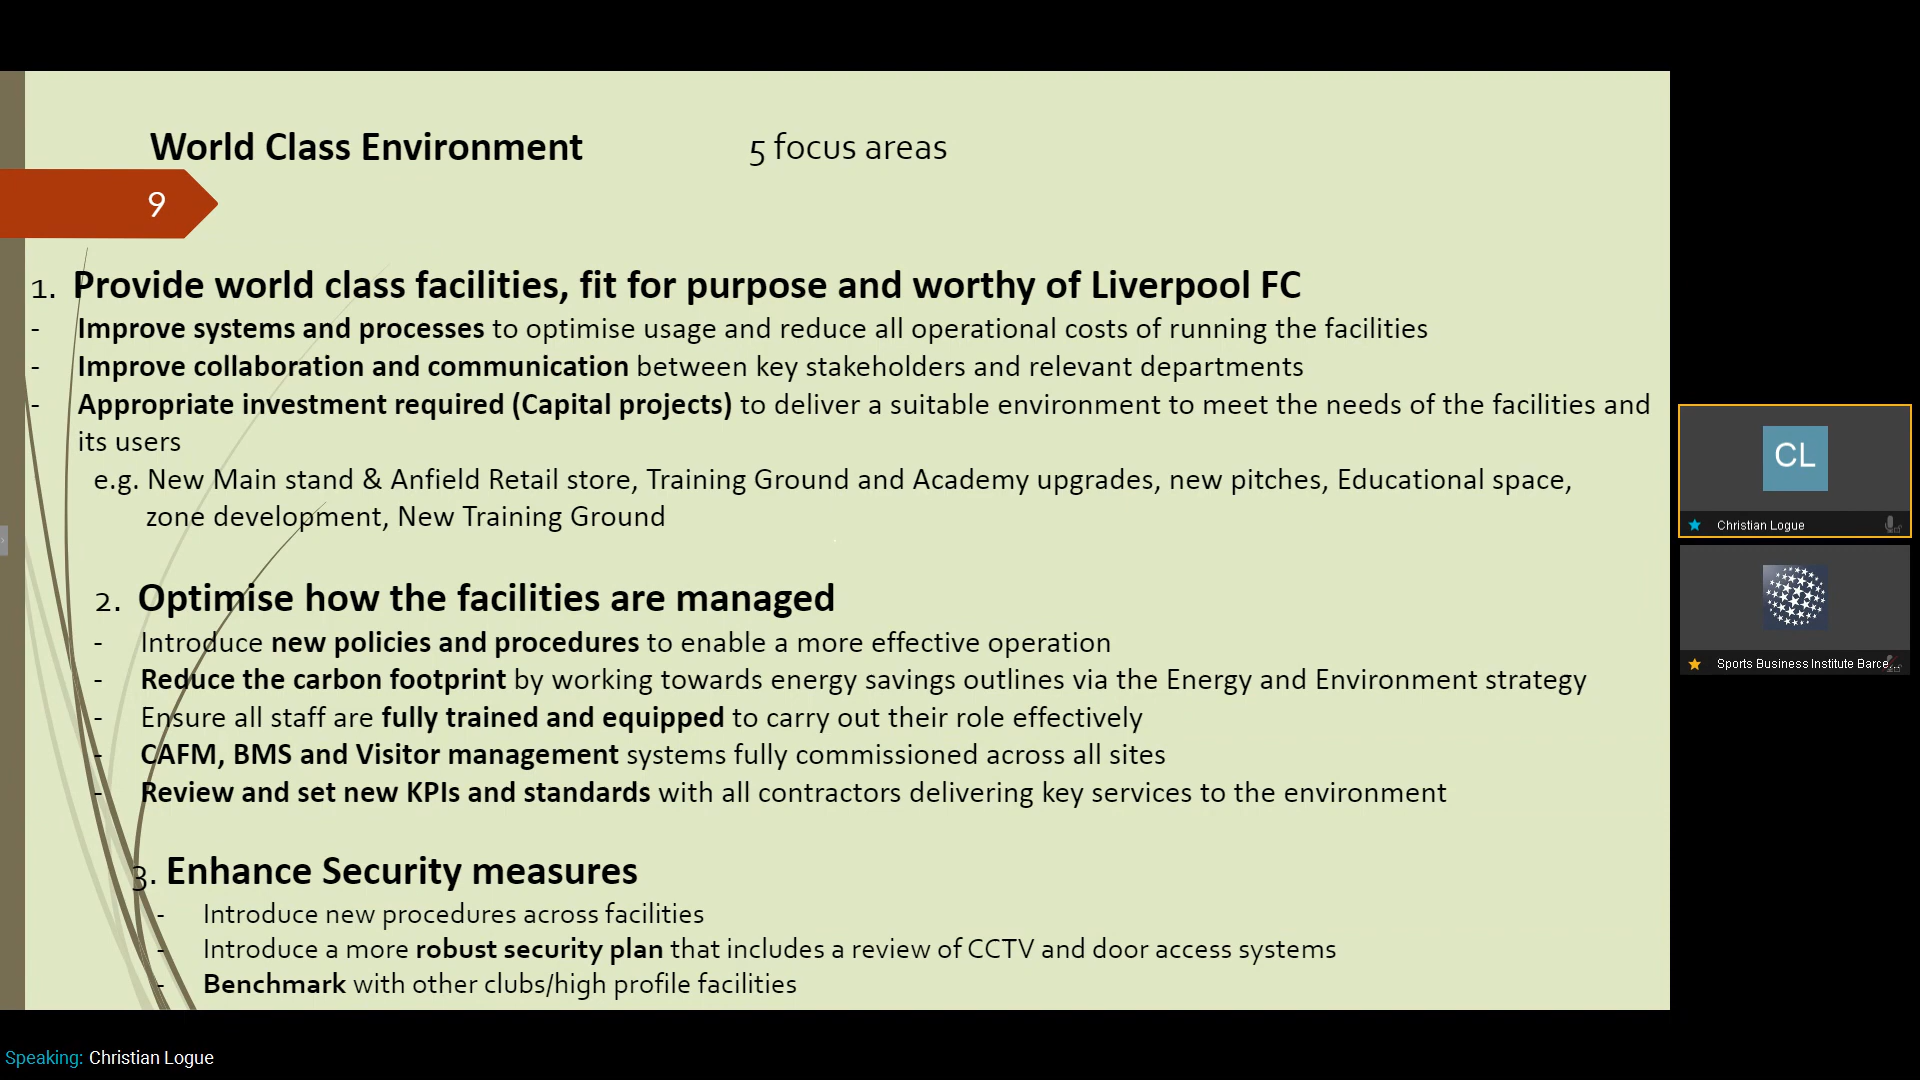 World Class Environment 5 focus areas
9
1. Provide world class facilities, fit for purpose and worthy of Liverpool FC
- Improve systems and processes to optimise usage and reduce all operational costs of running the facilities
- Improve collaboration and communication between key stakeholders and relevant departments
- Appropriate investment required (Capital projects) to deliver a suitable environment to meet the needs of the facilities and
its users
e.g. New Main stand & Anfield Retail store, Training Ground and Academy upgrades, new pitches, Educational space,
zone development, New Training Ground
2. Optimise how the facilities are managed
- Introduce new policies and procedures to enable a more effective operation
- Reduce the carbon footprint by working towards energy savings outlines via the Energy and Environment strategy
- Ensure all staff are fully trained and equipped to carry out their role effectively
- CAFM, BMS and Visitor management systems fully commissioned across all sites
- Review and set new KPIs and standards with all contractors delivering key services to the environment
3. Enhance Security measures
- Introduce new procedures across facilities
- Introduce a more robust security plan that includes a review of CCTV and door access systems
- Benchmark with other clubs/high profile facilities
CL
Christian Logue
Sports Business Institute Barce...
Speaking: Christian Logue